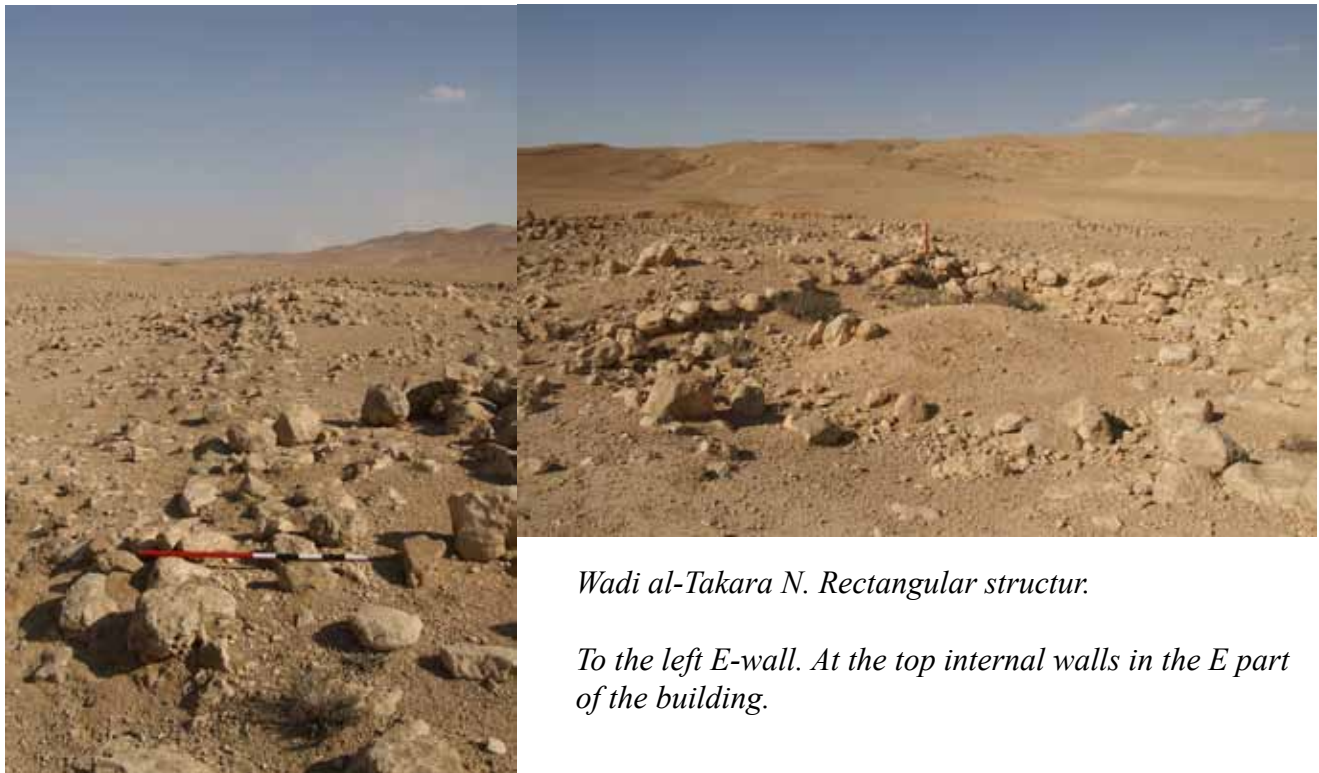 Wadi al-Takara N. Rectangular structur.
To the left E-wall. At the top internal walls in the E part
of the building.